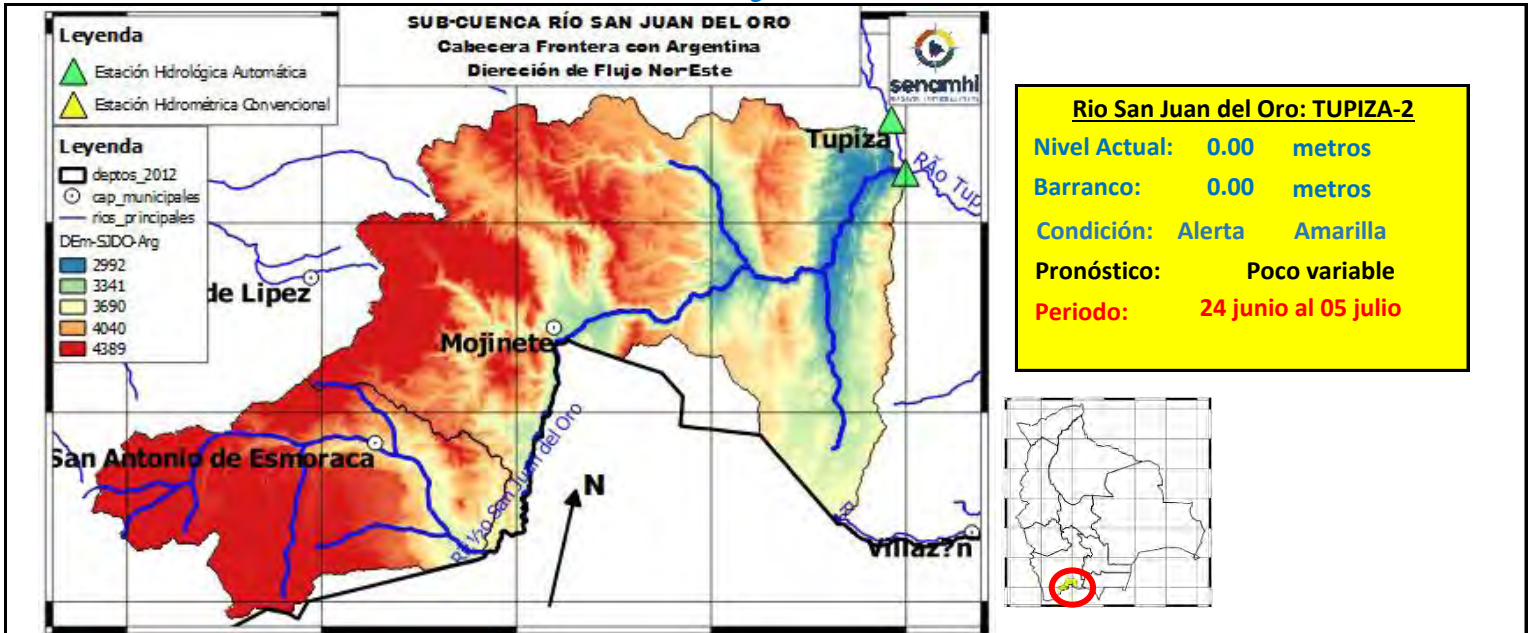 SUB-CUENCA RÍO SAN JUAN DEL ORO
Cabecera Frontera con Argentina
Diercción de Flujo Nor-Este
senamhi
Leyenda
Estación Hidrológica Automática
Estación Hidrométrica Convencional
Leyenda
deptos_2012
cap_municipales
rios_principales
DEm-SJDO-Arg
2992
3341
3690
4040
4389
Tupiza
RÃo Tup
de Lipez
Mojinete
San Antonio de Esmoraca
San Juan del Oro
N
Villaz?n
Rio San Juan del Oro: TUPIZA-2
Nivel Actual: 0.00 metros
Barranco: 0.00 metros
Condición: Alerta Amarilla
Pronóstico: Poco variable
Periodo: 24 junio al 05 julio